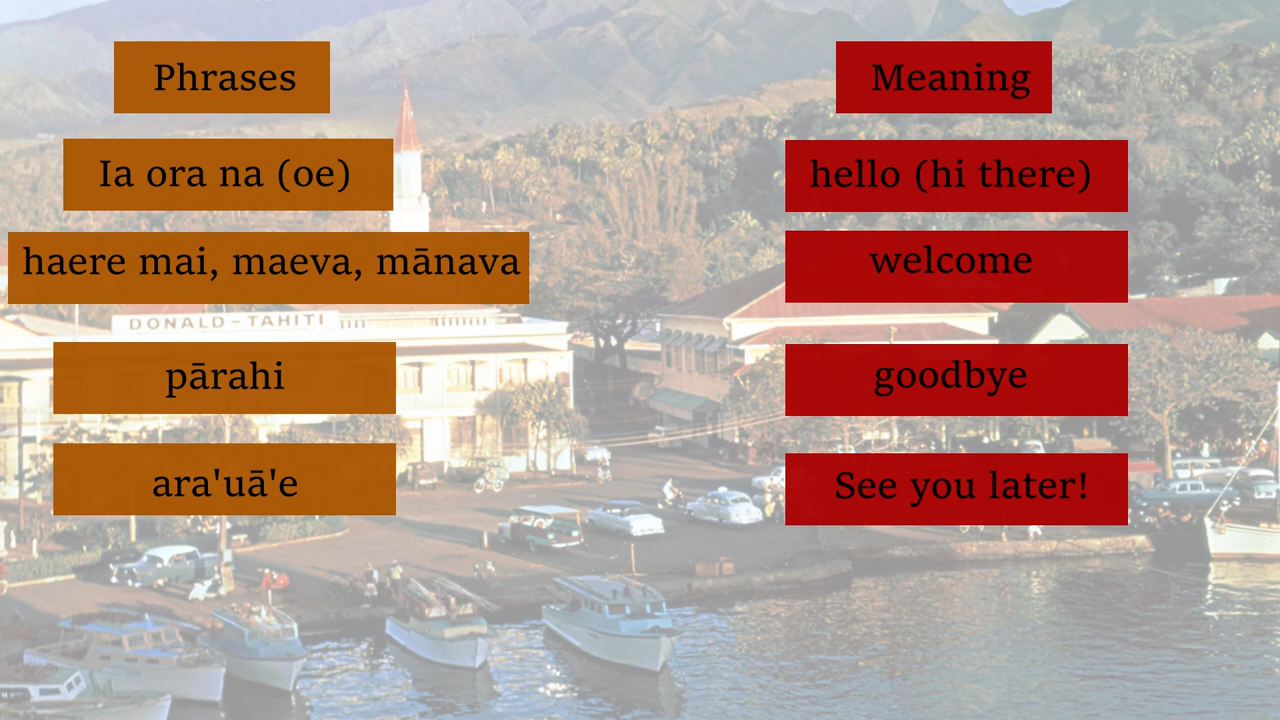 Phrases Meaning
Ia ora na (oe) hello (hi there)
haere mai, maeva, mānava welcome
DONALD-TAHITI
pārahi goodbye
ara'uā'e See you later!